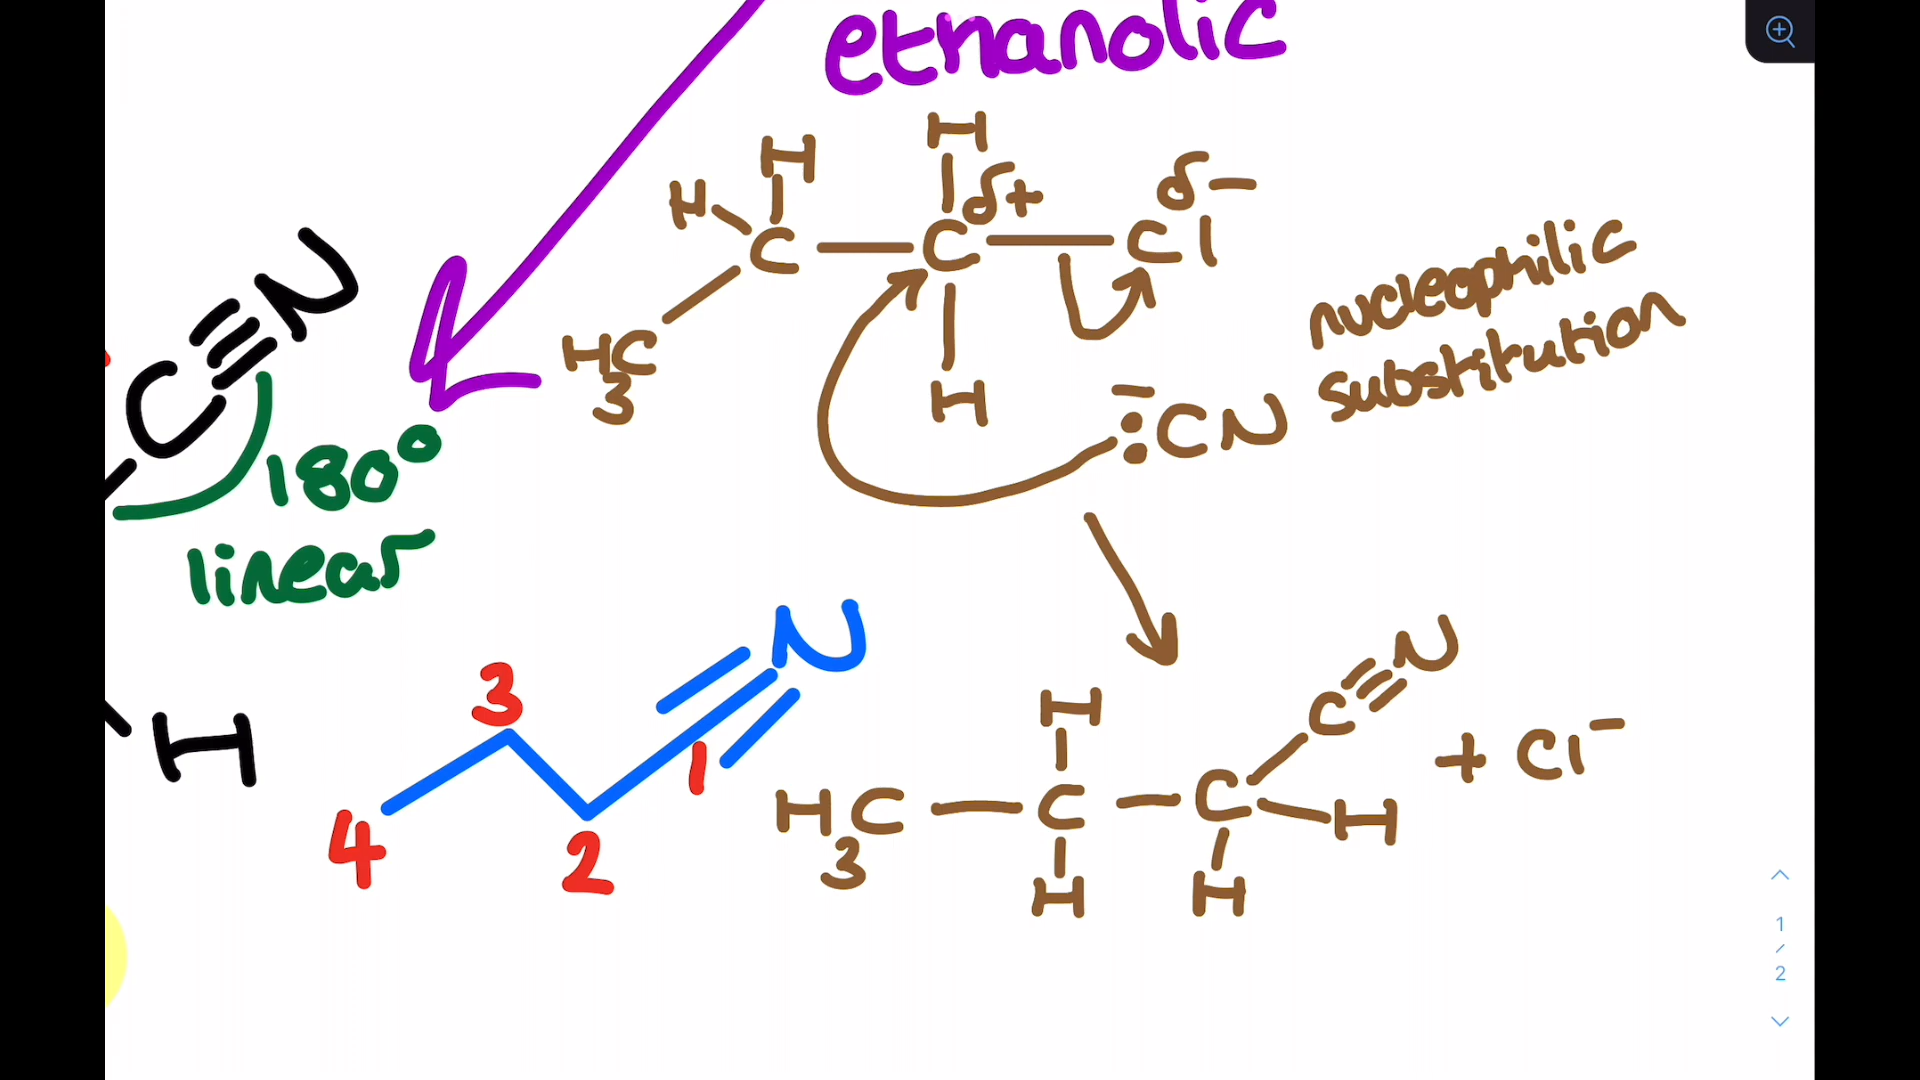 ethanolic
H
H H δ+ δ-
C C Cl
H₃C
H
nucleophilic
substitution
-
:CN
C≡N
180°
linear
N
3
1
4
2
H
H C≡N
H₃C C C H + Cl⁻
H H
1
/
2